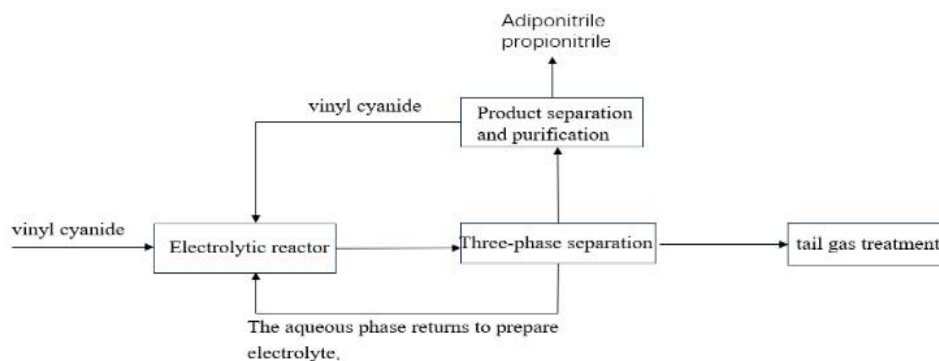 Adiponitrile
propionitrile
vinyl cyanide
Product separation
and purification
vinyl cyanide
Electrolytic reactor
Three-phase separation
tail gas treatment
The aqueous phase returns to prepare
electrolyte,